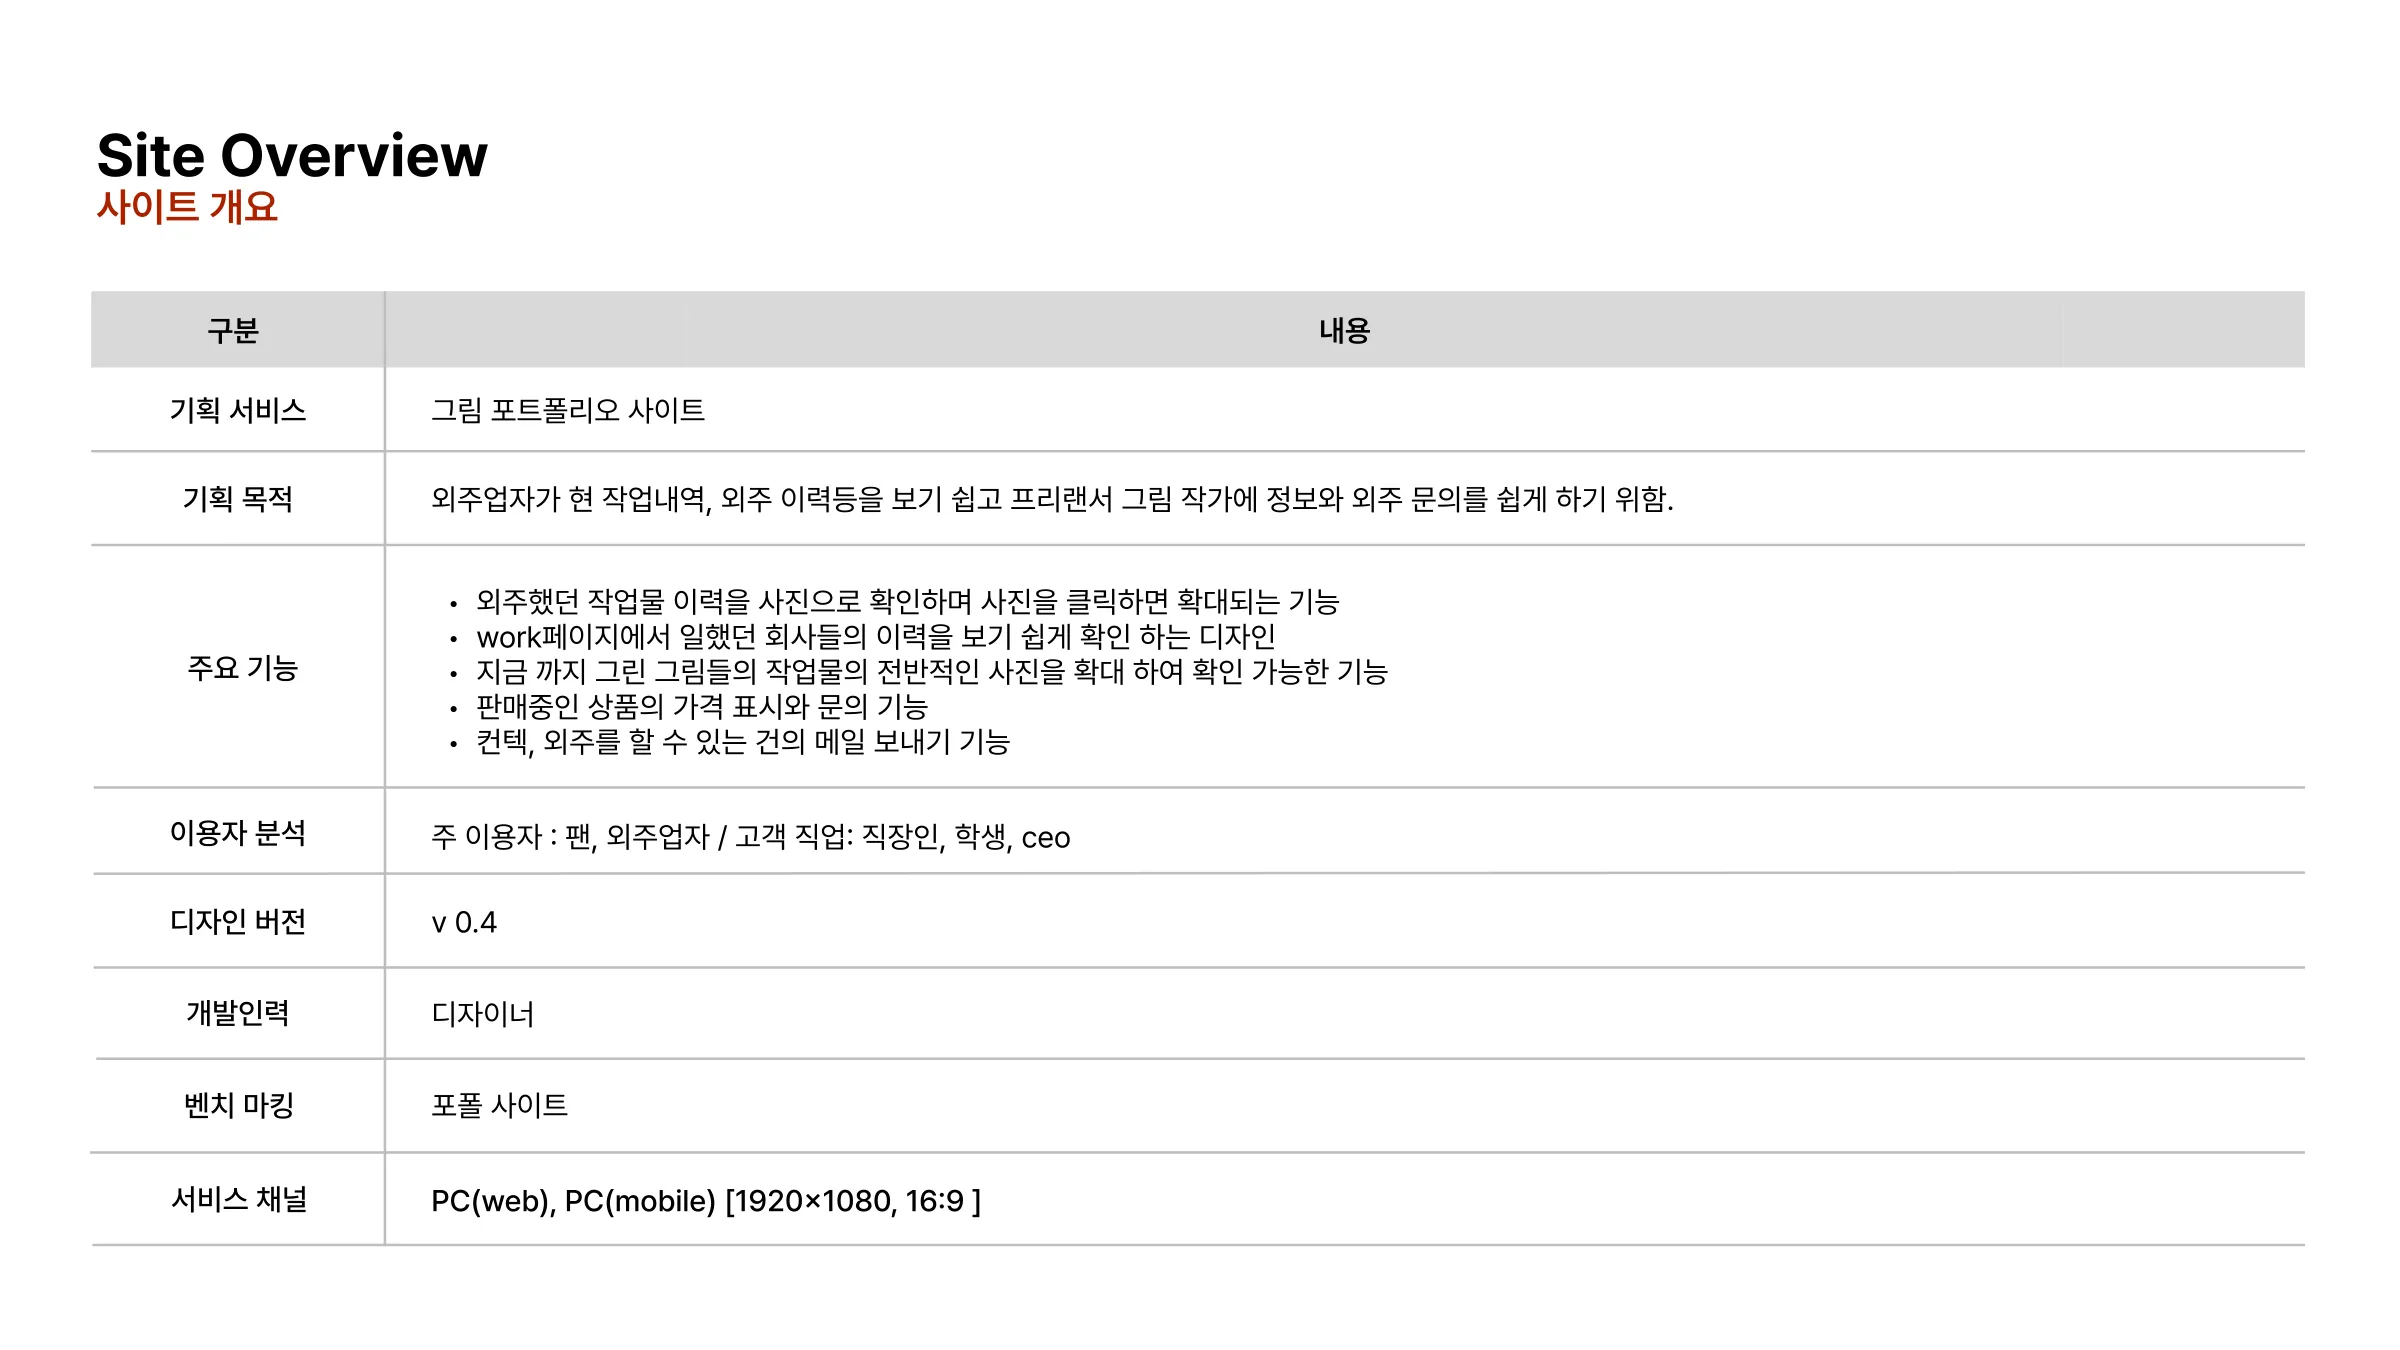 Site Overview
사이트 개요
구분 내용
기획 서비스 그림 포트폴리오 사이트
기획 목적 외주업자가 현 작업내역, 외주 이력등을 보기 쉽고 프리랜서 그림 작가에 정보와 외주 문의를 쉽게 하기 위함.
주요 기능
• 외주했던 작업물 이력을 사진으로 확인하며 사진을 클릭하면 확대되는 기능
• work페이지에서 일했던 회사들의 이력을 보기 쉽게 확인 하는 디자인
• 지금 까지 그린 그림들의 작업물의 전반적인 사진을 확대 하여 확인 가능한 기능
• 판매중인 상품의 가격 표시와 문의 기능
• 컨텍, 외주를 할 수 있는 건의 메일 보내기 기능
이용자 분석 주 이용자 : 팬, 외주업자 / 고객 직업: 직장인, 학생, ceo
디자인 버전 v 0.4
개발인력 디자이너
벤치 마킹 포폴 사이트
서비스 채널 PC(web), PC(mobile) [1920×1080, 16:9 ]